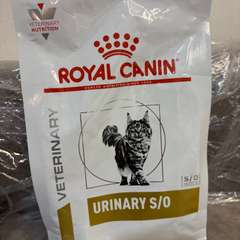 VETERINARY
NUTRITION
ROYAL CANIN
VETERINARY
S/O
URINARY S/O